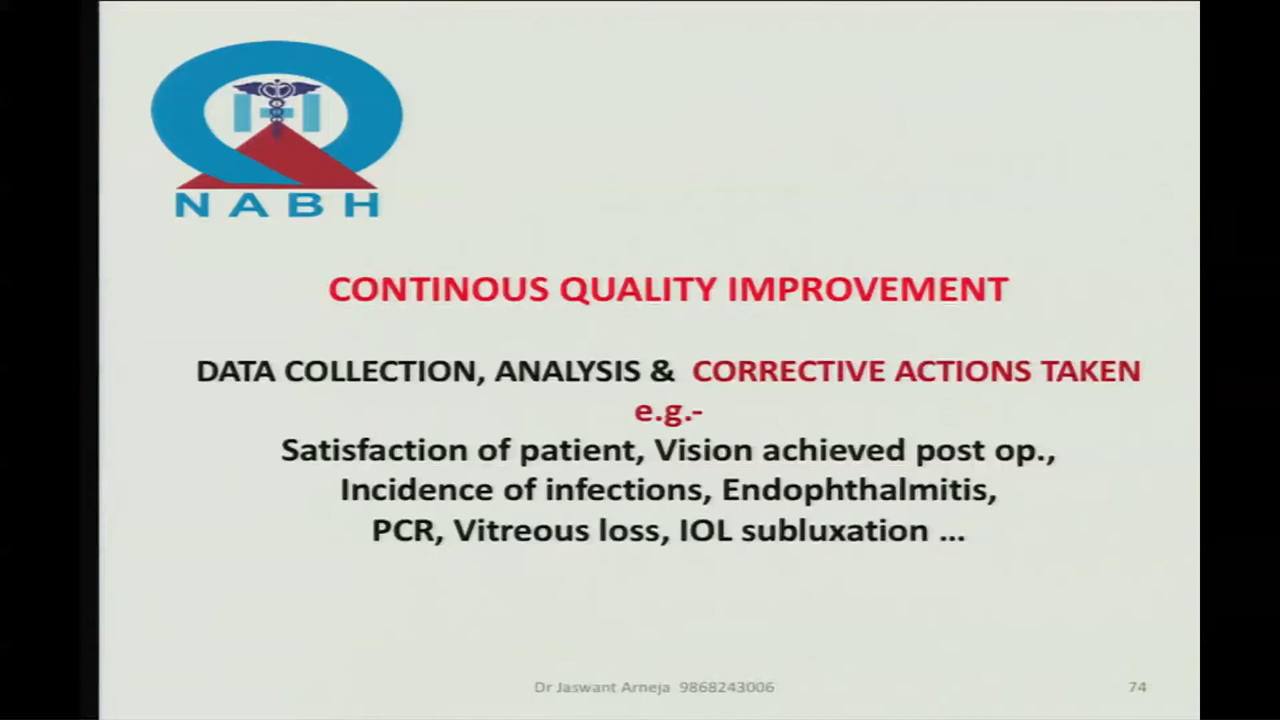 NABH
CONTINOUS QUALITY IMPROVEMENT
DATA COLLECTION, ANALYSIS & CORRECTIVE ACTIONS TAKEN
e.g.-
Satisfaction of patient, Vision achieved post op.,
Incidence of infections, Endophthalmitis,
PCR, Vitreous loss, IOL subluxation ...
Dr Jaswant Arneja 9868243006
74